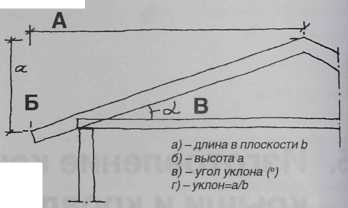 А
a
Б
α
В
а) – длина в плоскости b
б) – высота а
в) – угол уклона (º)
г) – уклон=a/b